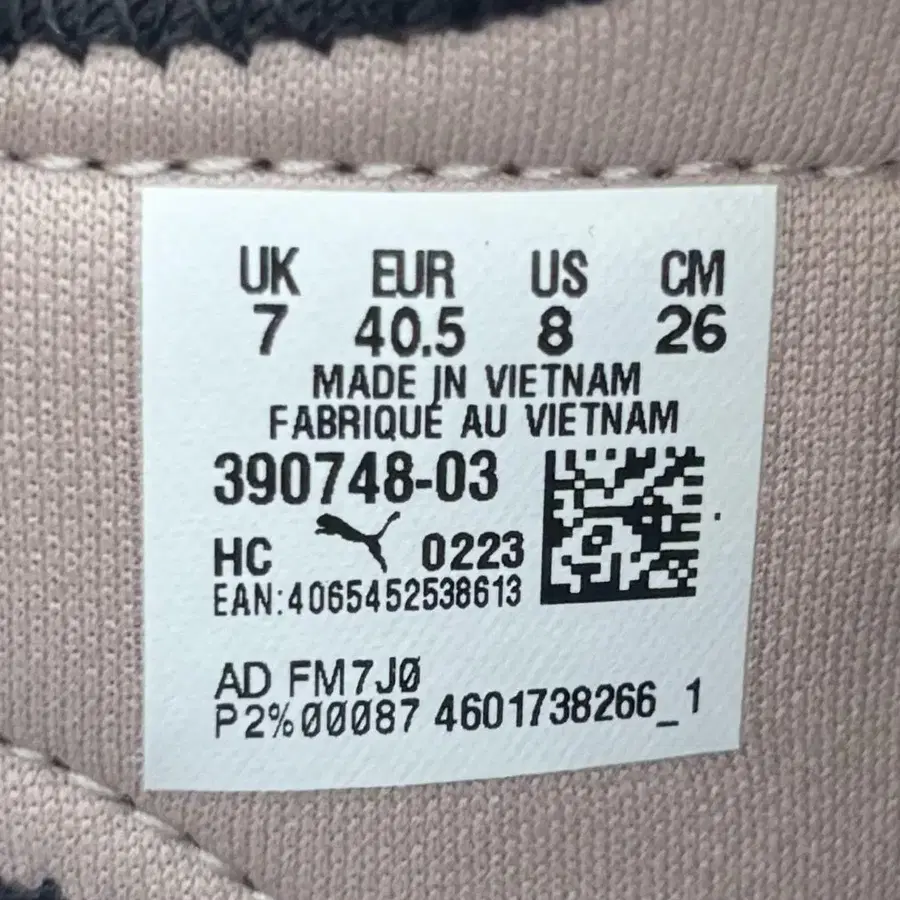 UK EUR US CM
7 40.5 8 26
MADE IN VIETNAM
FABRIQUÉ AU VIETNAM
390748-03
HC 0223
EAN:4065452538613
AD FM7J0
P2%00087 4601738266_1